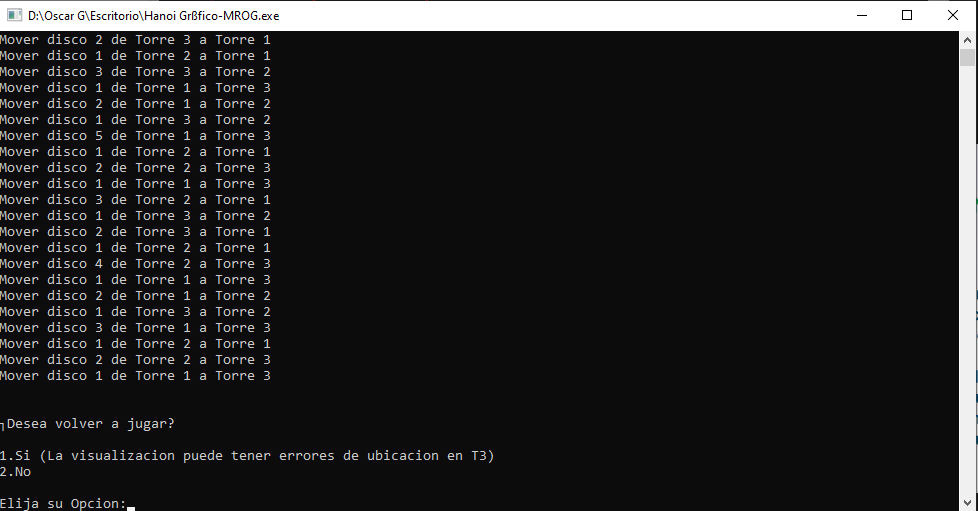 D:\Oscar G\Escritorio\Hanoi Grßfico-MROG.exe
Mover disco 2 de Torre 3 a Torre 1
Mover disco 1 de Torre 2 a Torre 1
Mover disco 3 de Torre 3 a Torre 2
Mover disco 1 de Torre 1 a Torre 3
Mover disco 2 de Torre 1 a Torre 2
Mover disco 1 de Torre 3 a Torre 2
Mover disco 5 de Torre 1 a Torre 3
Mover disco 1 de Torre 2 a Torre 1
Mover disco 2 de Torre 2 a Torre 3
Mover disco 1 de Torre 1 a Torre 3
Mover disco 3 de Torre 2 a Torre 1
Mover disco 1 de Torre 3 a Torre 2
Mover disco 2 de Torre 3 a Torre 1
Mover disco 1 de Torre 2 a Torre 1
Mover disco 4 de Torre 2 a Torre 3
Mover disco 1 de Torre 1 a Torre 3
Mover disco 2 de Torre 1 a Torre 2
Mover disco 1 de Torre 3 a Torre 2
Mover disco 3 de Torre 1 a Torre 3
Mover disco 1 de Torre 2 a Torre 1
Mover disco 2 de Torre 2 a Torre 3
Mover disco 1 de Torre 1 a Torre 3
┐Desea volver a jugar?
1.Si (La visualizacion puede tener errores de ubicacion en T3)
2.No
Elija su Opcion: